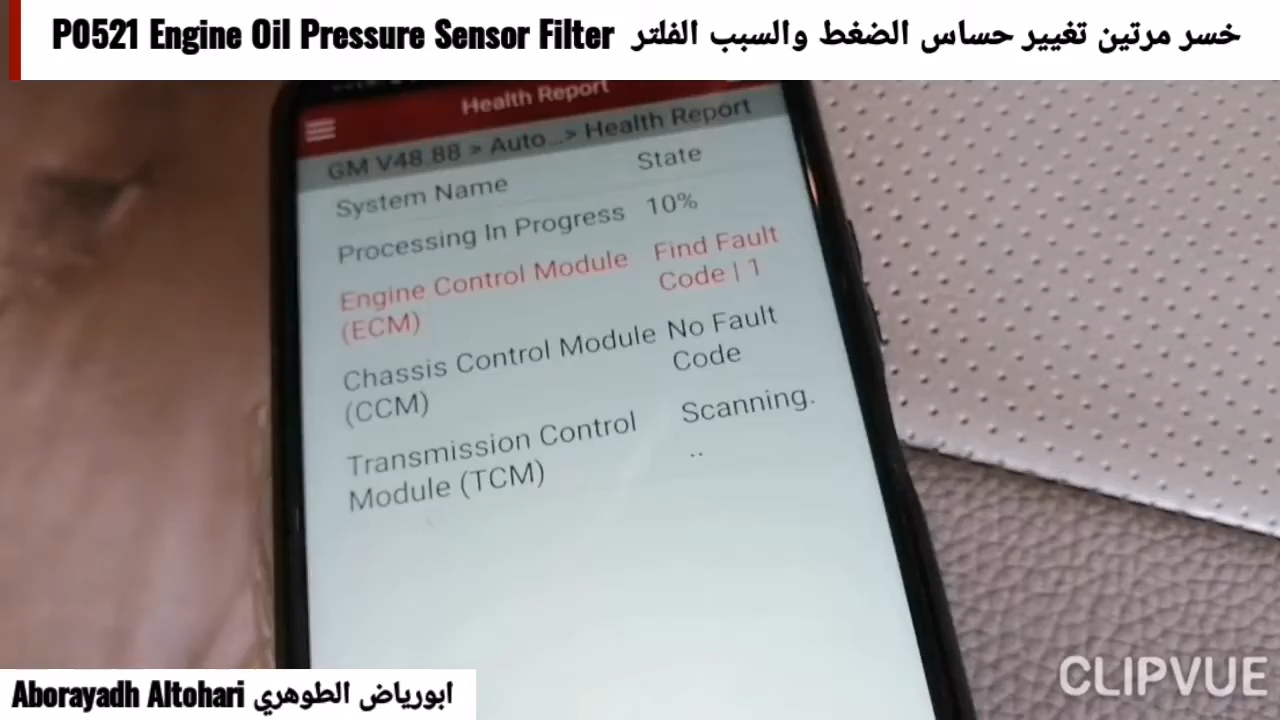 P0521 Engine Oil Pressure Sensor Filter خسر مرتين تغيير حساس الضغط والسبب الفلتر
Health Report
GM V48.88 > Auto...> Health Report
System Name State
Processing In Progress 10%
Engine Control Module (ECM) Find Fault Code | 1
Chassis Control Module (CCM) No Fault Code
Transmission Control Module (TCM) Scanning...
Aborayadh Altohari ابورياض الطوهري
CLIPVUE